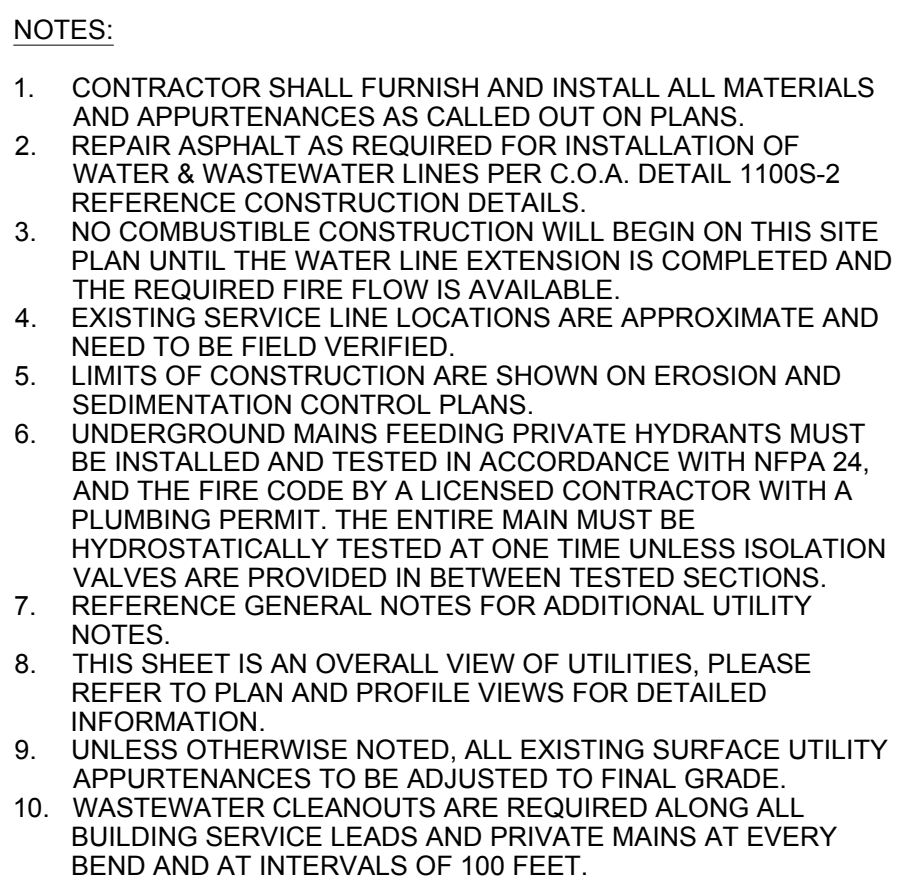 NOTES:
1. CONTRACTOR SHALL FURNISH AND INSTALL ALL MATERIALS
AND APPURTENANCES AS CALLED OUT ON PLANS.
2. REPAIR ASPHALT AS REQUIRED FOR INSTALLATION OF
WATER & WASTEWATER LINES PER C.O.A. DETAIL 1100S-2
REFERENCE CONSTRUCTION DETAILS.
3. NO COMBUSTIBLE CONSTRUCTION WILL BEGIN ON THIS SITE
PLAN UNTIL THE WATER LINE EXTENSION IS COMPLETED AND
THE REQUIRED FIRE FLOW IS AVAILABLE.
4. EXISTING SERVICE LINE LOCATIONS ARE APPROXIMATE AND
NEED TO BE FIELD VERIFIED.
5. LIMITS OF CONSTRUCTION ARE SHOWN ON EROSION AND
SEDIMENTATION CONTROL PLANS.
6. UNDERGROUND MAINS FEEDING PRIVATE HYDRANTS MUST
BE INSTALLED AND TESTED IN ACCORDANCE WITH NFPA 24,
AND THE FIRE CODE BY A LICENSED CONTRACTOR WITH A
PLUMBING PERMIT. THE ENTIRE MAIN MUST BE
HYDROSTATICALLY TESTED AT ONE TIME UNLESS ISOLATION
VALVES ARE PROVIDED IN BETWEEN TESTED SECTIONS.
7. REFERENCE GENERAL NOTES FOR ADDITIONAL UTILITY
NOTES.
8. THIS SHEET IS AN OVERALL VIEW OF UTILITIES, PLEASE
REFER TO PLAN AND PROFILE VIEWS FOR DETAILED
INFORMATION.
9. UNLESS OTHERWISE NOTED, ALL EXISTING SURFACE UTILITY
APPURTENANCES TO BE ADJUSTED TO FINAL GRADE.
10. WASTEWATER CLEANOUTS ARE REQUIRED ALONG ALL
BUILDING SERVICE LEADS AND PRIVATE MAINS AT EVERY
BEND AND AT INTERVALS OF 100 FEET.